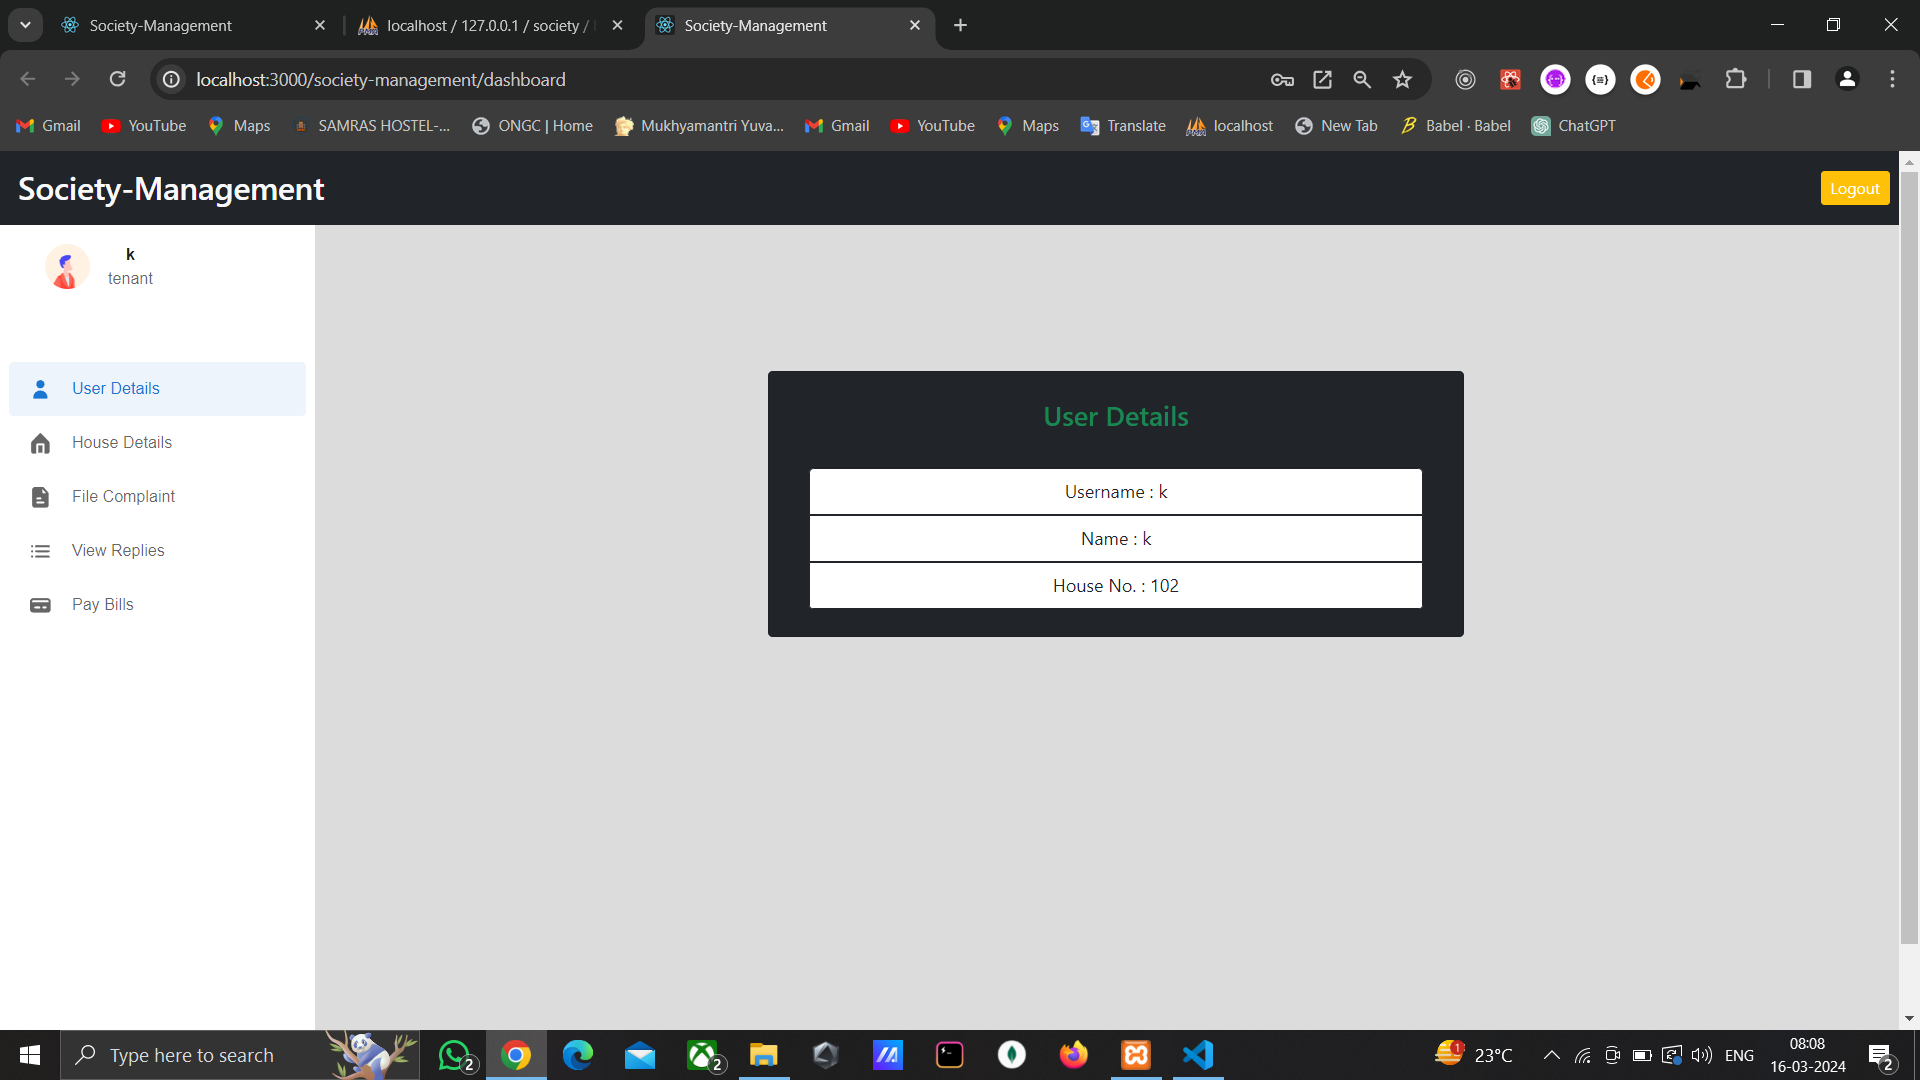 Society-Management
localhost / 127.0.0.1 / society /
Society-Management
localhost:3000/society-management/dashboard
Gmail
YouTube
Maps
SAMRAS HOSTEL-...
ONGC | Home
Mukhyamantri Yuva...
Gmail
YouTube
Maps
Translate
localhost
New Tab
Babel · Babel
ChatGPT
Society-Management
Logout
k
tenant
User Details
House Details
File Complaint
View Replies
Pay Bills
User Details
Username : k
Name : k
House No. : 102
Type here to search
2
2
1
23°C
ENG
08:08
16-03-2024
2